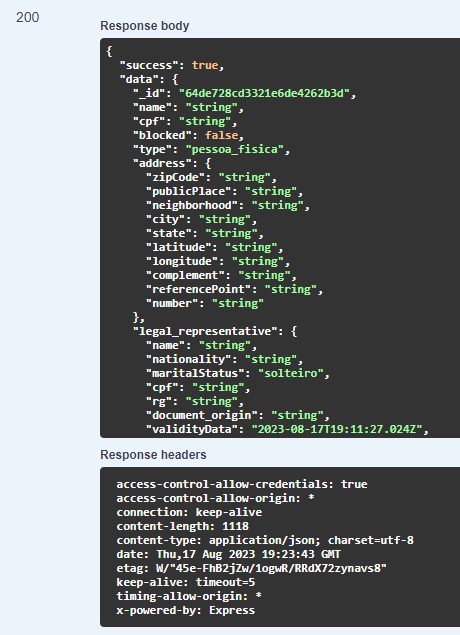 200
Response body
{
"success": true,
"data": {
"_id": "64de728cd3321e6de4262b3d",
"name": "string",
"cpf": "string",
"blocked": false,
"type": "pessoa_fisica",
"address": {
"zipCode": "string",
"publicPlace": "string",
"neighborhood": "string",
"city": "string",
"state": "string",
"latitude": "string",
"longitude": "string",
"complement": "string",
"referencePoint": "string",
"number": "string"
},
"legal_representative": {
"name": "string",
"nationality": "string",
"maritalStatus": "solteiro",
"cpf": "string",
"rg": "string",
"document_origin": "string",
"validityData": "2023-08-17T19:11:27.024Z",
Response headers
access-control-allow-credentials: true
access-control-allow-origin: *
connection: keep-alive
content-length: 1118
content-type: application/json; charset=utf-8
date: Thu,17 Aug 2023 19:23:43 GMT
etag: W/"45e-FhB2jZw/1ogwR/RRdX72zynavs8"
keep-alive: timeout=5
timing-allow-origin: *
x-powered-by: Express